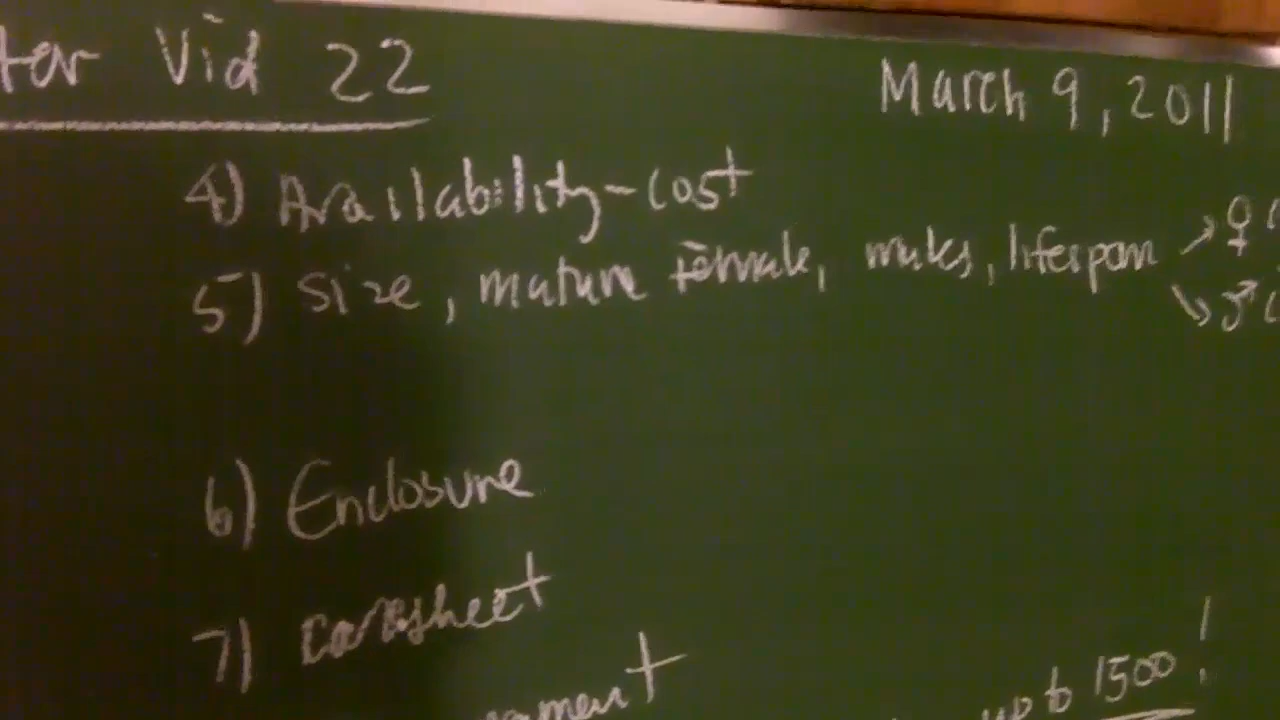 Vid 22
March 9, 2011
4) Availability - cost
5) Size, mature female, males, lifespan → ♀
↘ ♂
6) Enclosure
7) caresheet
up to 1500!